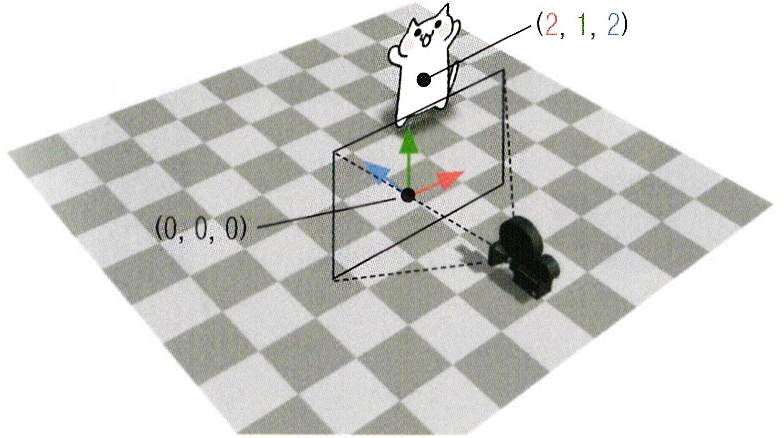 (2, 1, 2)
(0, 0, 0)